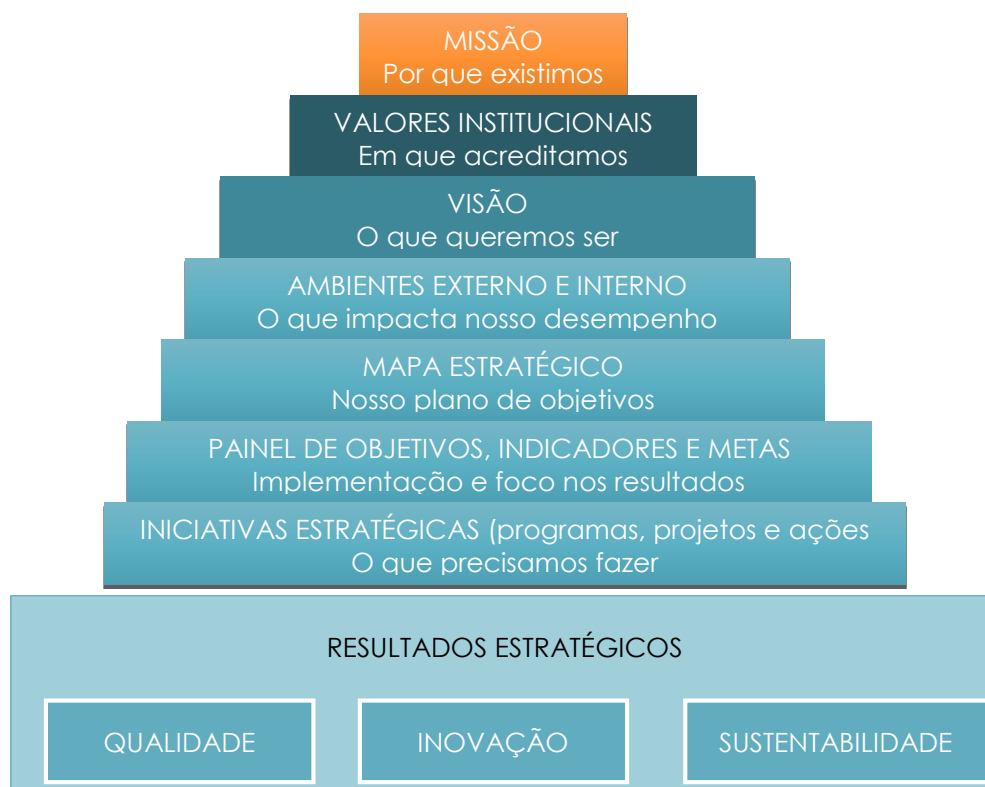 MISSÃO
Por que existimos
VALORES INSTITUCIONAIS
Em que acreditamos
VISÃO
O que queremos ser
AMBIENTES EXTERNO E INTERNO
O que impacta nosso desempenho
MAPA ESTRATÉGICO
Nosso plano de objetivos
PAINEL DE OBJETIVOS, INDICADORES E METAS
Implementação e foco nos resultados
INICIATIVAS ESTRATÉGICAS (programas, projetos e ações
O que precisamos fazer
RESULTADOS ESTRATÉGICOS
QUALIDADE
INOVAÇÃO
SUSTENTABILIDADE